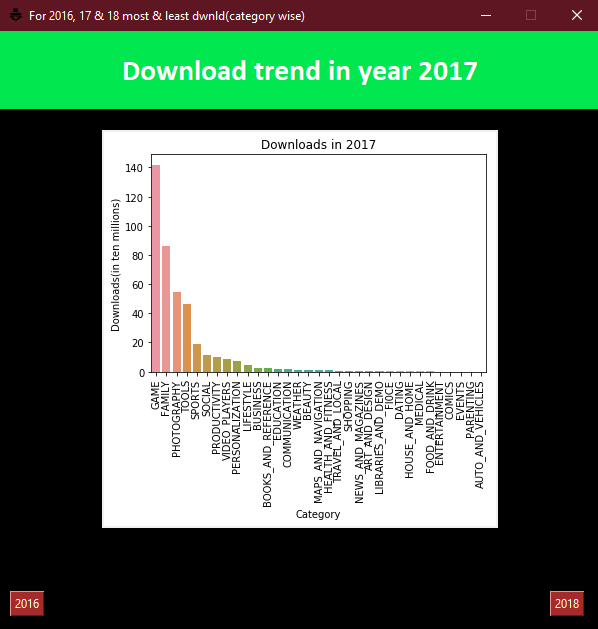 For 2016, 17 & 18 most & least dwnld(category wise)
Download trend in year 2017
Downloads in 2017
Downloads(in ten millions)
140
120
100
80
60
40
20
0
GAME
FAMILY
PHOTOGRAPHY
TOOLS
SPORTS
SOCIAL
PRODUCTIVITY
VIDEO_PLAYERS
PERSONALIZATION
LIFESTYLE
BUSINESS
BOOKS_AND_REFERENCE
EDUCATION
COMMUNICATION
WEATHER
BEAUTY
MAPS_AND_NAVIGATION
HEALTH_AND_FITNESS
TRAVEL_AND_LOCAL
SHOPPING
NEWS_AND_MAGAZINES
ART_AND_DESIGN
LIBRARIES_AND_DEMO
DATING
HOUSE_AND_HOME
MEDICAL
FOOD_AND_DRINK
ENTERTAINMENT
COMICS
EVENTS
PARENTING
AUTO_AND_VEHICLES
Category
2016
2018